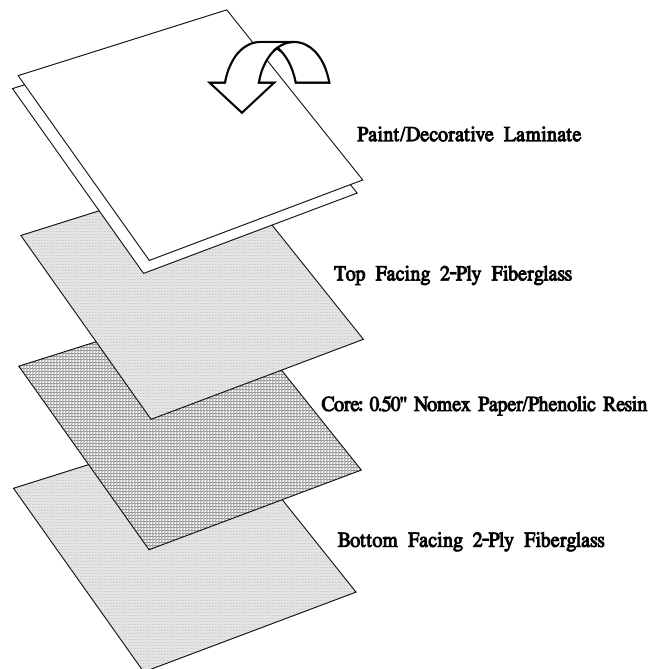 Paint/Decorative Laminate
Top Facing 2-Ply Fiberglass
Core: 0.50" Nomex Paper/Phenolic Resin
Bottom Facing 2-Ply Fiberglass